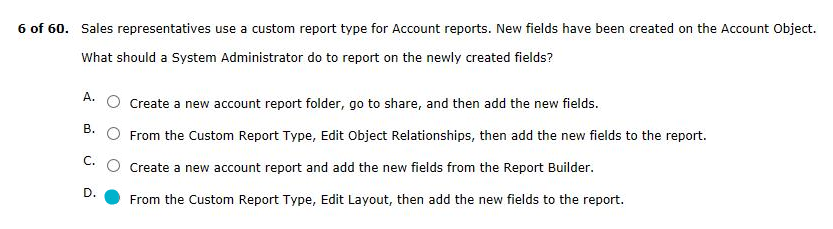 6 of 60. Sales representatives use a custom report type for Account reports. New fields have been created on the Account Object.
What should a System Administrator do to report on the newly created fields?
A. Create a new account report folder, go to share, and then add the new fields.
B. From the Custom Report Type, Edit Object Relationships, then add the new fields to the report.
C. Create a new account report and add the new fields from the Report Builder.
D. From the Custom Report Type, Edit Layout, then add the new fields to the report.